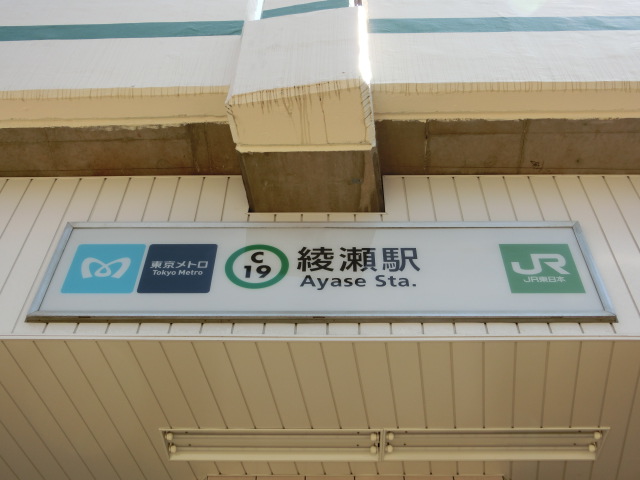 東京メトロ
Tokyo Metro
C
19
綾瀬駅
Ayase Sta.
JR
JR東日本